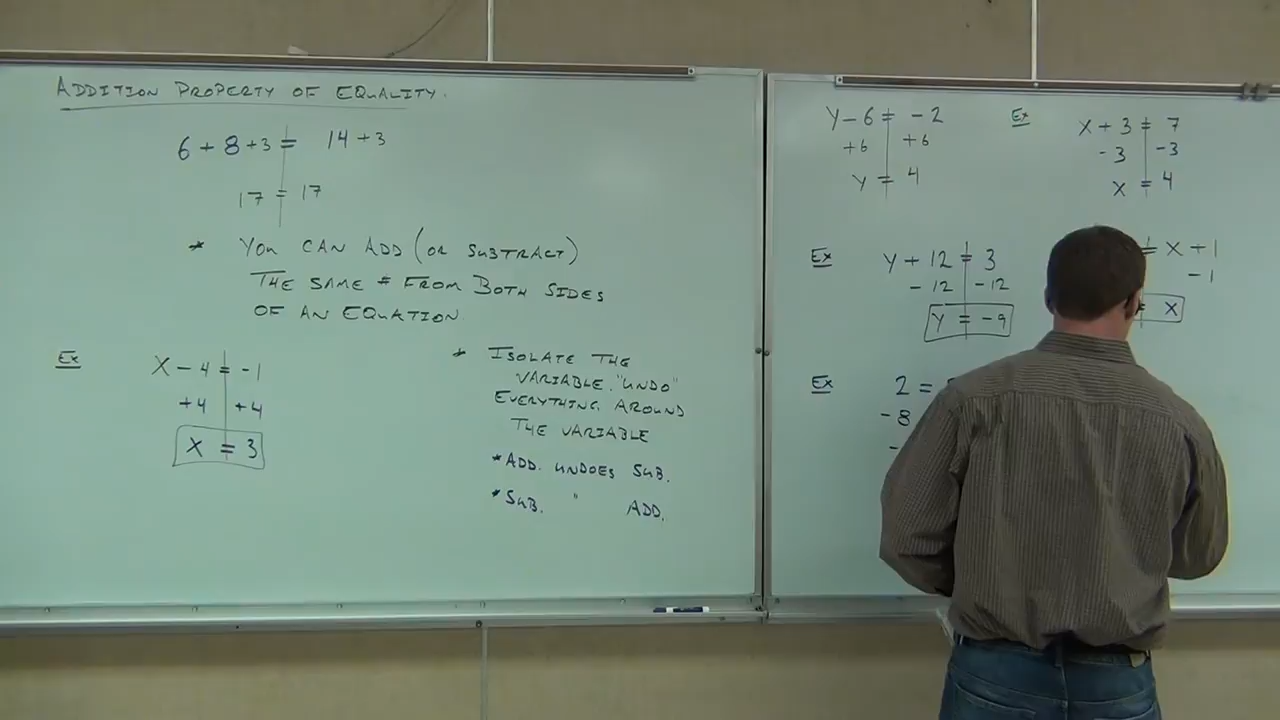 ADDITION PROPERTY OF EQUALITY.
6 + 8 + 3 = 14 + 3
17 = 17
* YOU CAN ADD (OR SUBTRACT)
THE SAME # FROM BOTH SIDES
OF AN EQUATION.
Ex X - 4 = -1
+4 +4
X = 3
* ISOLATE THE
VARIABLE. "UNDO"
EVERYTHING AROUND
THE VARIABLE
* ADD. UNDOES SUB.
* SUB. " ADD.
Y - 6 = -2
+6 +6
Y = 4
Ex X + 3 = 7
-3 -3
X = 4
Ex Y + 12 = 3
-12 -12
Y = -9
= X + 1
-1
= X
Ex 2 =
-8
-